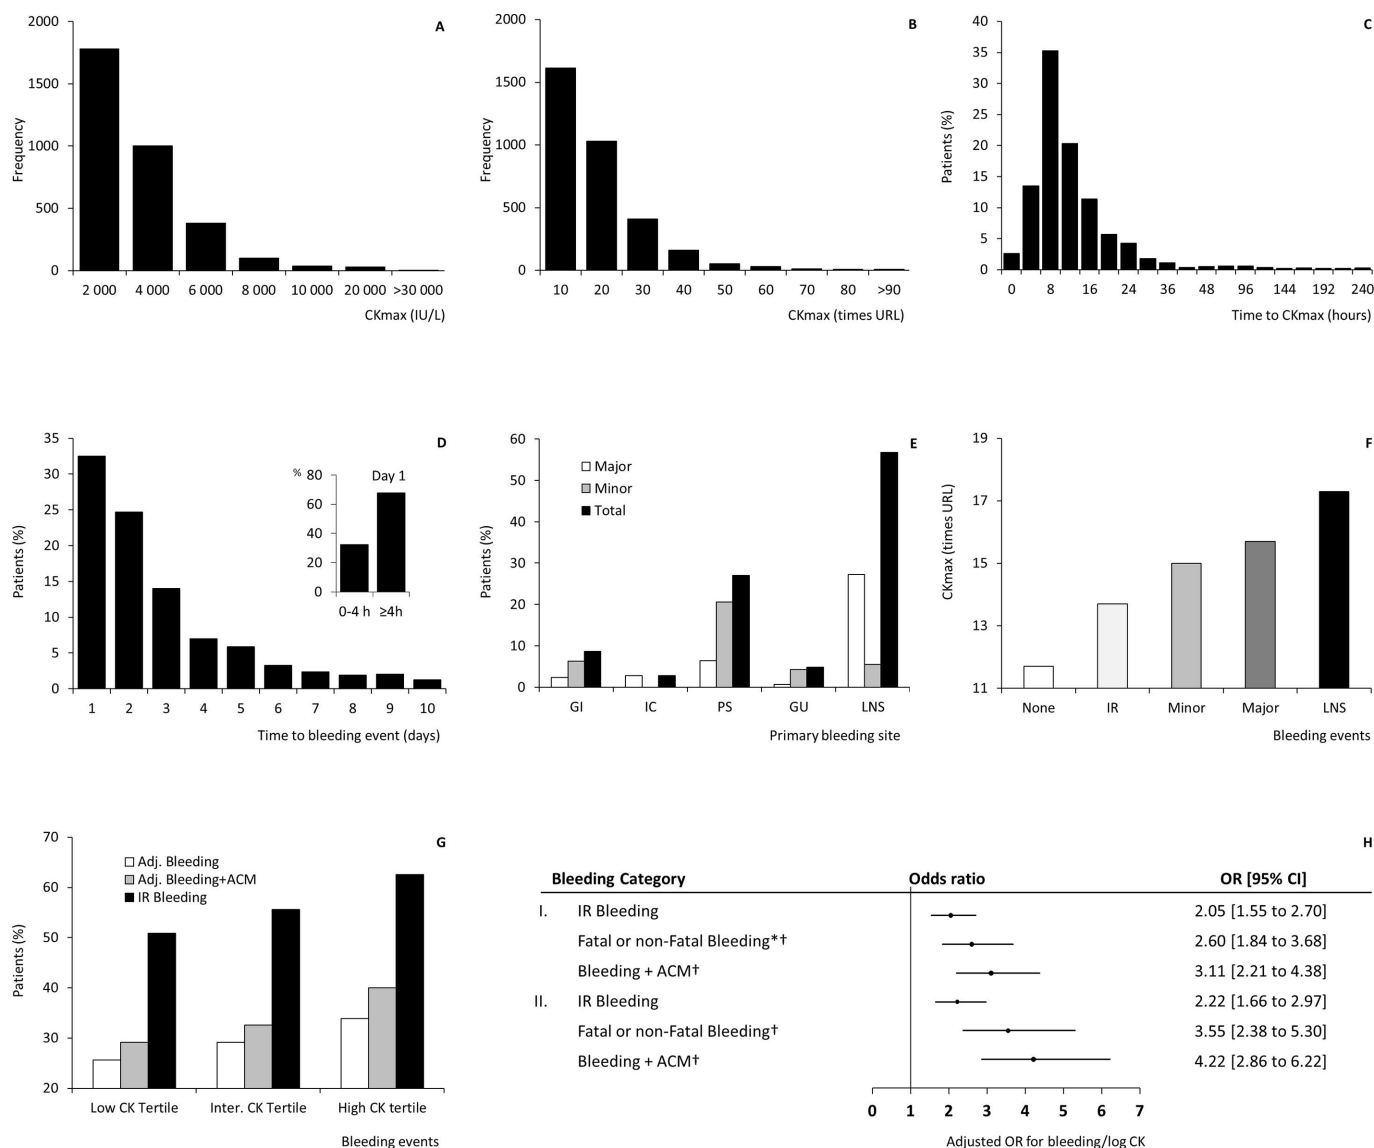 A
2000
1500
1000
500
0
Frequency
2 000 4 000 6 000 8 000 10 000 20 000 >30 000
CKmax (IU/L)
B
2000
1500
1000
500
0
Frequency
10 20 30 40 50 60 70 80 >90
CKmax (times URL)
C
40
35
30
25
20
15
10
5
0
Patients (%)
0 8 16 24 36 48 96 144 192 240
Time to CKmax (hours)
D
35
30
25
20
15
10
5
0
Patients (%)
% 80 Day 1
60
40
20
0
0-4 h ≥4h
1 2 3 4 5 6 7 8 9 10
Time to bleeding event (days)
E
60
50
40
30
20
10
0
Patients (%)
Major
Minor
Total
GI IC PS GU LNS
Primary bleeding site
F
19
17
15
13
11
CKmax (times URL)
None IR Minor Major LNS
Bleeding events
G
70
60
50
40
30
20
Patients (%)
Adj. Bleeding
Adj. Bleeding+ACM
IR Bleeding
Low CK Tertile Inter. CK Tertile High CK tertile
Bleeding events
H
Bleeding Category Odds ratio OR [95% CI]
I. IR Bleeding 2.05 [1.55 to 2.70]
Fatal or non-Fatal Bleeding*† 2.60 [1.84 to 3.68]
Bleeding + ACM† 3.11 [2.21 to 4.38]
II. IR Bleeding 2.22 [1.66 to 2.97]
Fatal or non-Fatal Bleeding† 3.55 [2.38 to 5.30]
Bleeding + ACM† 4.22 [2.86 to 6.22]
0 1 2 3 4 5 6 7
Adjusted OR for bleeding/log CK